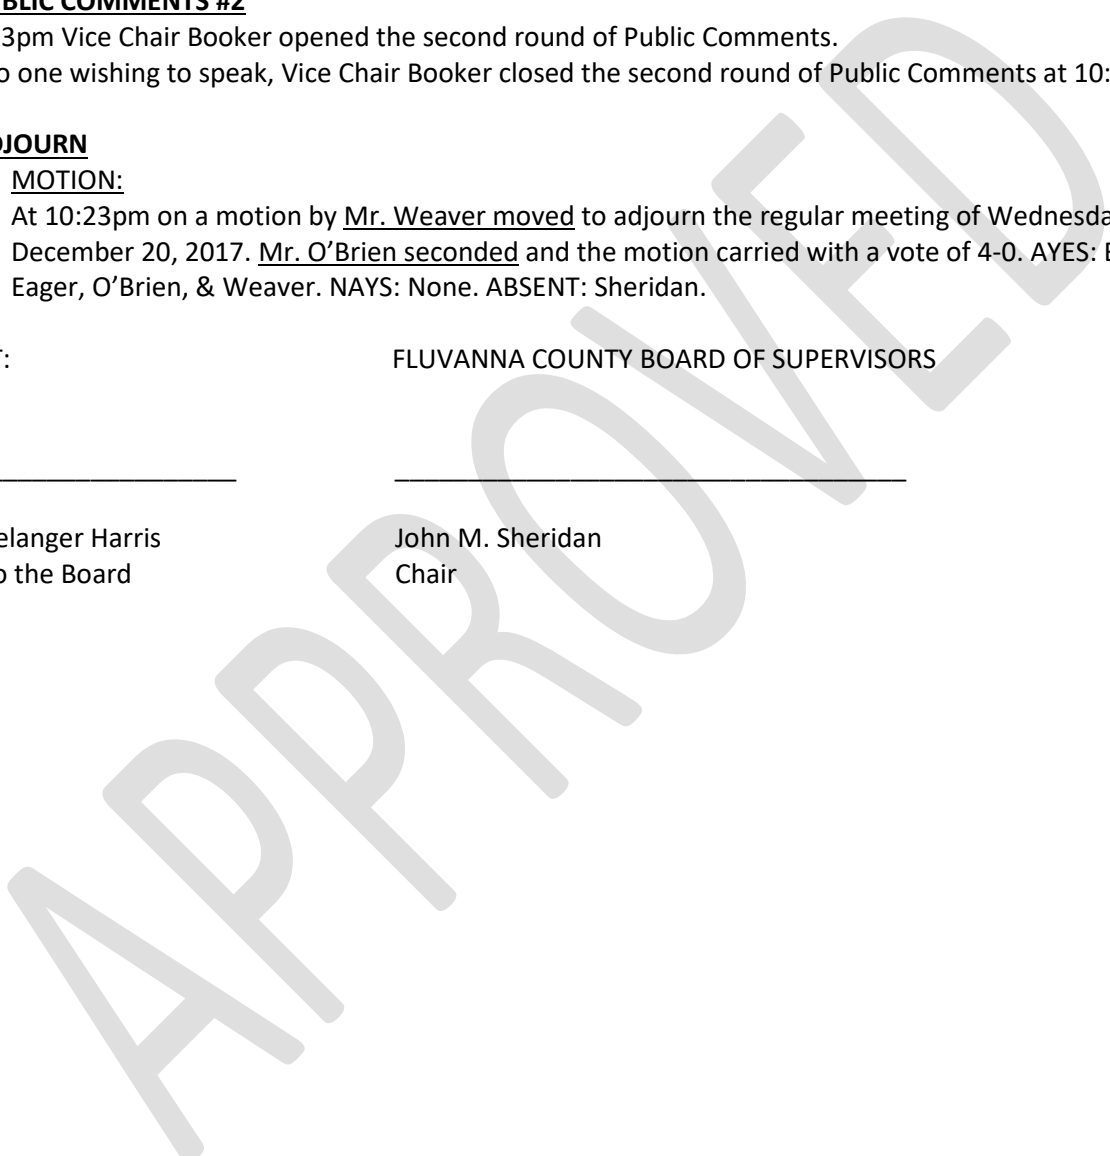 BLIC COMMENTS #2
3pm Vice Chair Booker opened the second round of Public Comments.
o one wishing to speak, Vice Chair Booker closed the second round of Public Comments at 10:
DJOURN
MOTION:
At 10:23pm on a motion by Mr. Weaver moved to adjourn the regular meeting of Wednesda
December 20, 2017. Mr. O’Brien seconded and the motion carried with a vote of 4-0. AYES:
Eager, O’Brien, & Weaver. NAYS: None. ABSENT: Sheridan.
T: FLUVANNA COUNTY BOARD OF SUPERVISORS
elanger Harris John M. Sheridan
o the Board Chair
APPROVED